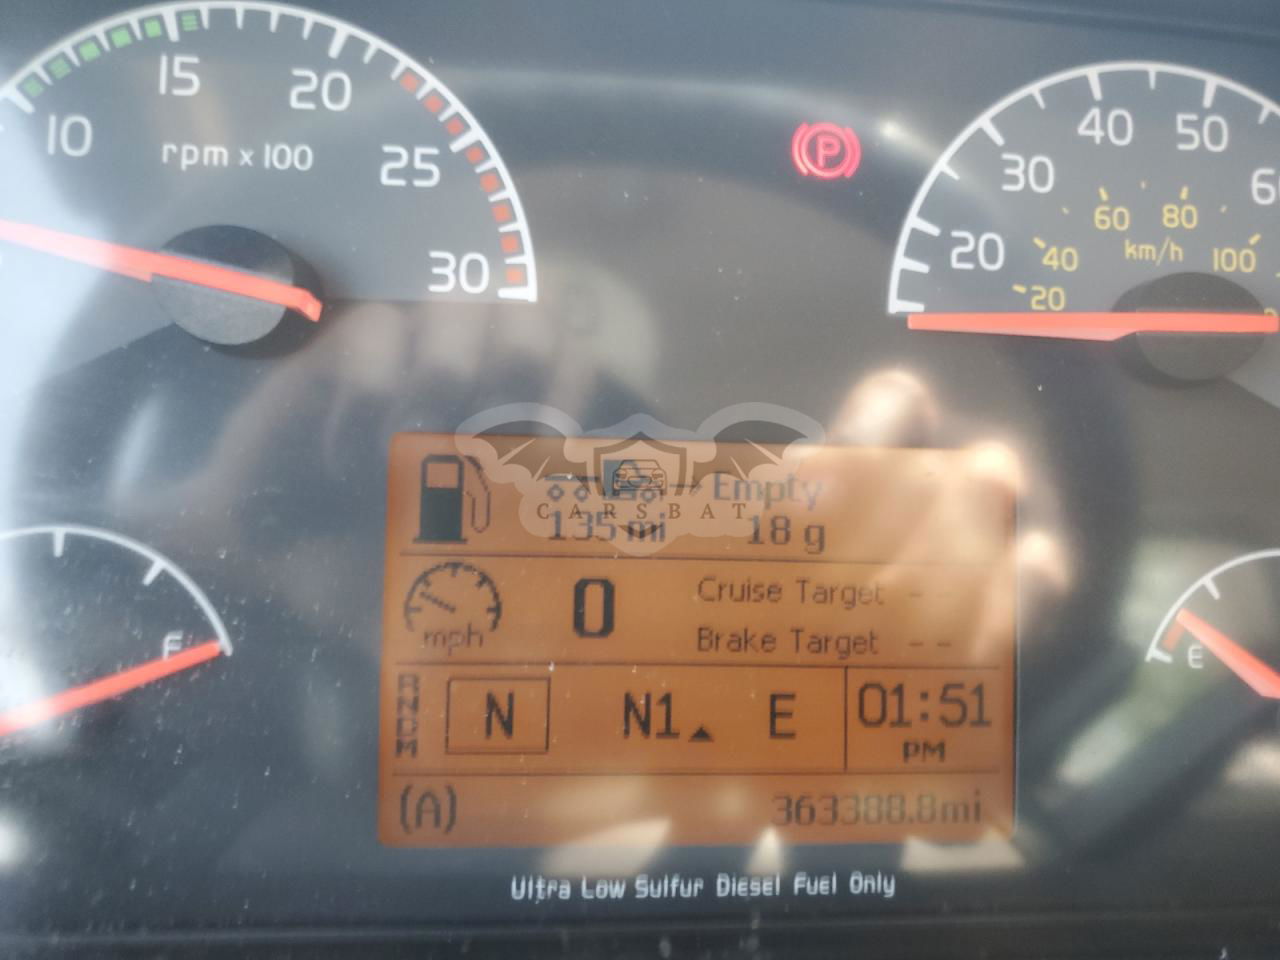 10
15
20
25
30
rpm x 100
P
20
30
40
50
20
40
60
80
100
km/h
F
E
Empty
135 mi 18 g
CARSBAT
mph
0
Cruise Target - -
Brake Target - -
RNDM
N
N1
E
01:51
PM
(A)
363388.8mi
Ultra Low Sulfur Diesel Fuel Only